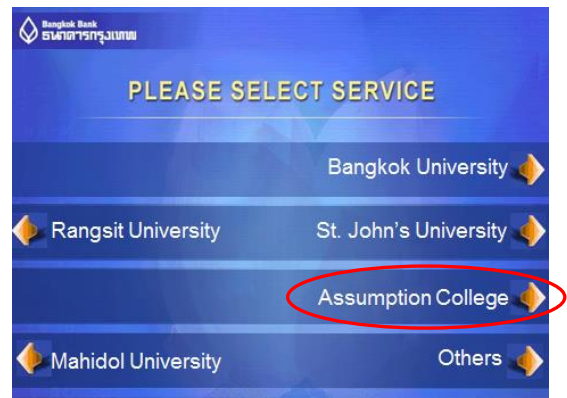 Bangkok Bank
ธนาคารกรุงเทพ
PLEASE SELECT SERVICE
Bangkok University
Rangsit University St. John's University
Assumption College
Mahidol University Others